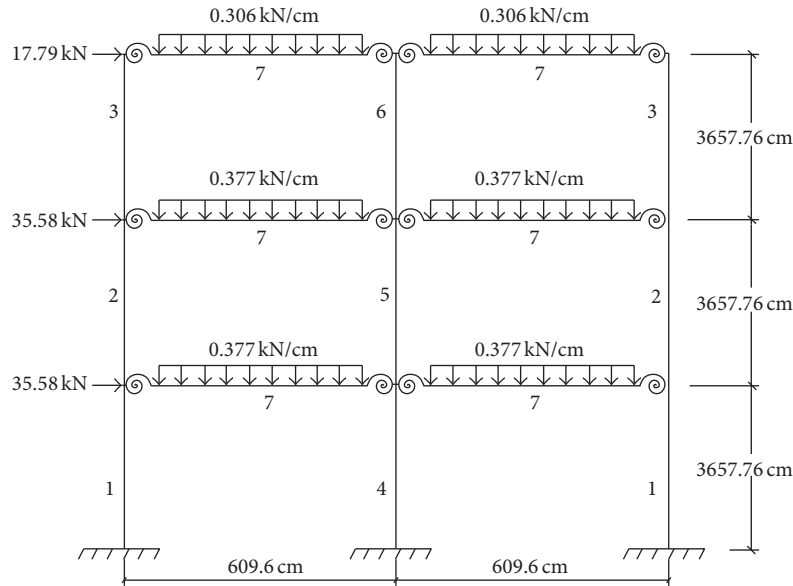 0.306 kN/cm 0.306 kN/cm
17.79 kN
7 7
3 6 3
3657.76 cm
0.377 kN/cm 0.377 kN/cm
35.58 kN
7 7
2 5 2
3657.76 cm
0.377 kN/cm 0.377 kN/cm
35.58 kN
7 7
3657.76 cm
1 4 1
609.6 cm 609.6 cm